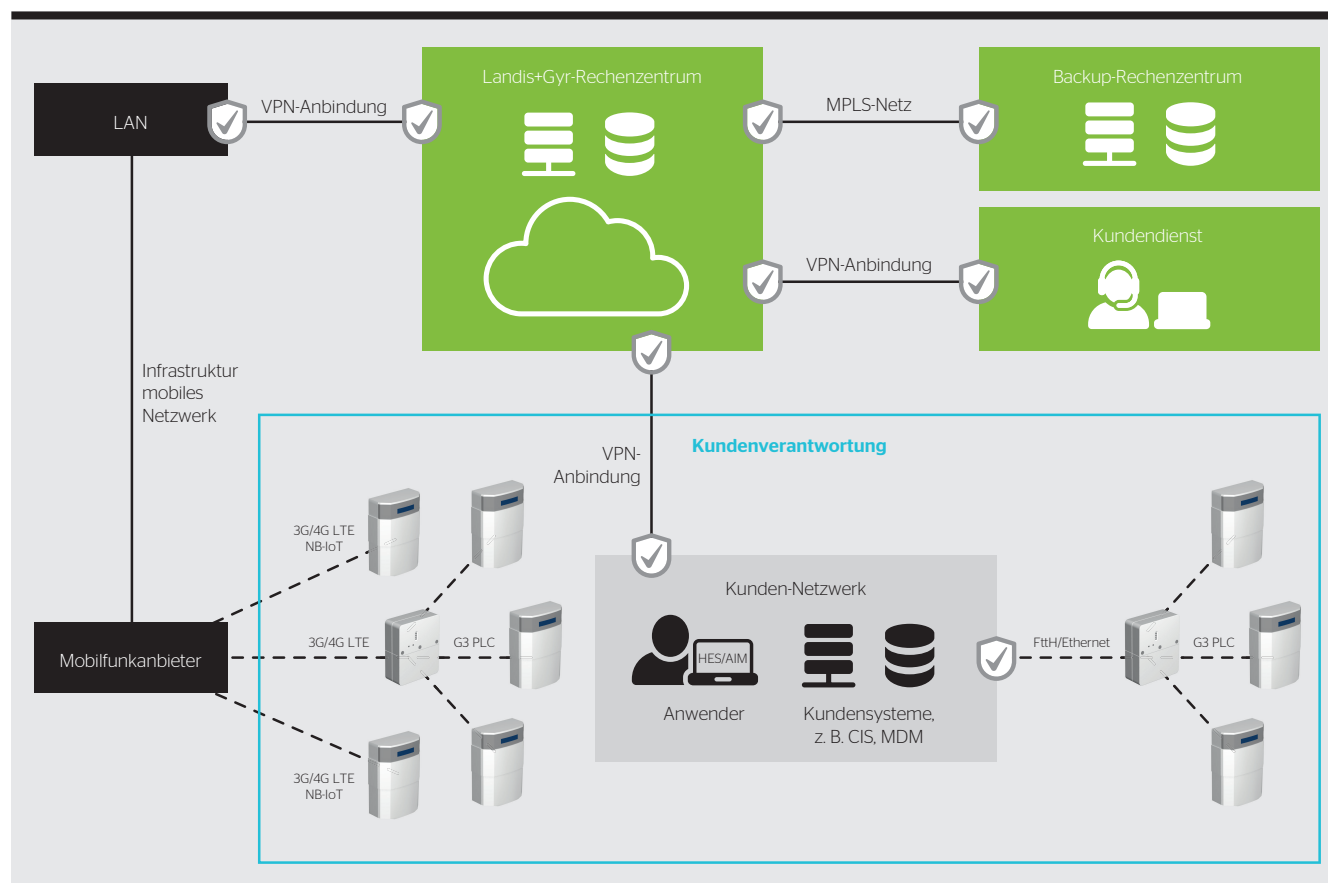 Landis+Gyr-Rechenzentrum
Backup-Rechenzentrum
LAN
VPN-Anbindung
MPLS-Netz
Kundendienst
VPN-Anbindung
Infrastruktur
mobiles
Netzwerk
Kundenverantwortung
VPN-
Anbindung
3G/4G LTE
NB-IoT
Kunden-Netzwerk
Mobilfunkanbieter
3G/4G LTE
G3 PLC
HES/AIM
FttH/Ethernet
G3 PLC
Anwender
Kundensysteme,
z. B. CIS, MDM
3G/4G LTE
NB-IoT